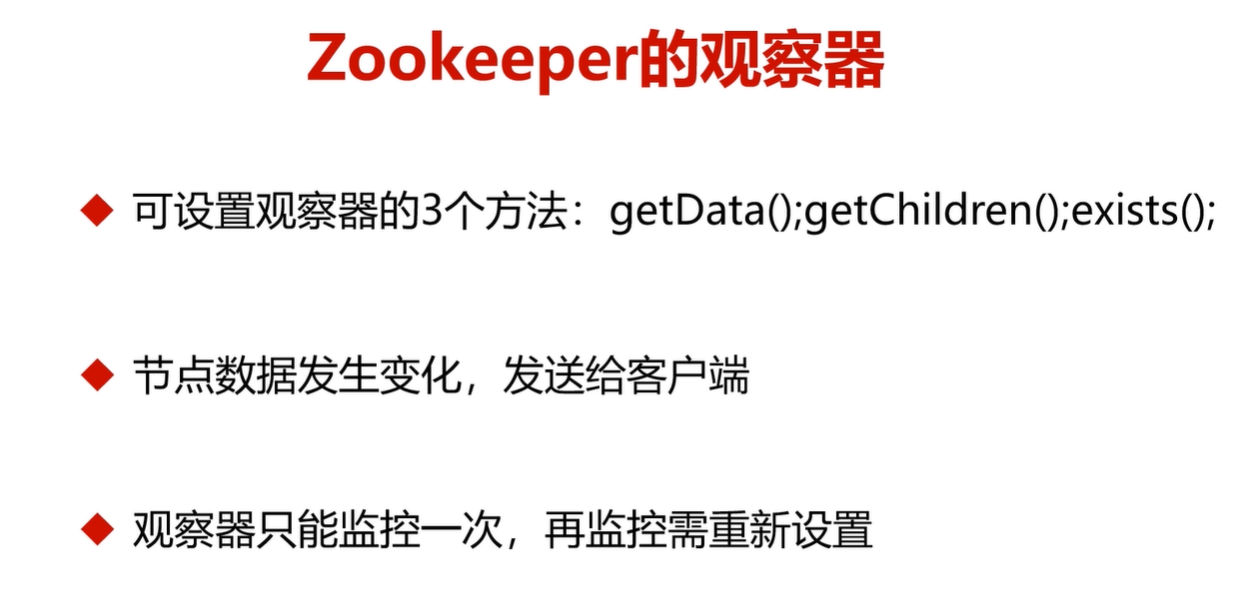 Zookeeper的观察器
可设置观察器的3个方法：getData();getChildren();exists();
节点数据发生变化，发送给客户端
观察器只能监控一次，再监控需重新设置